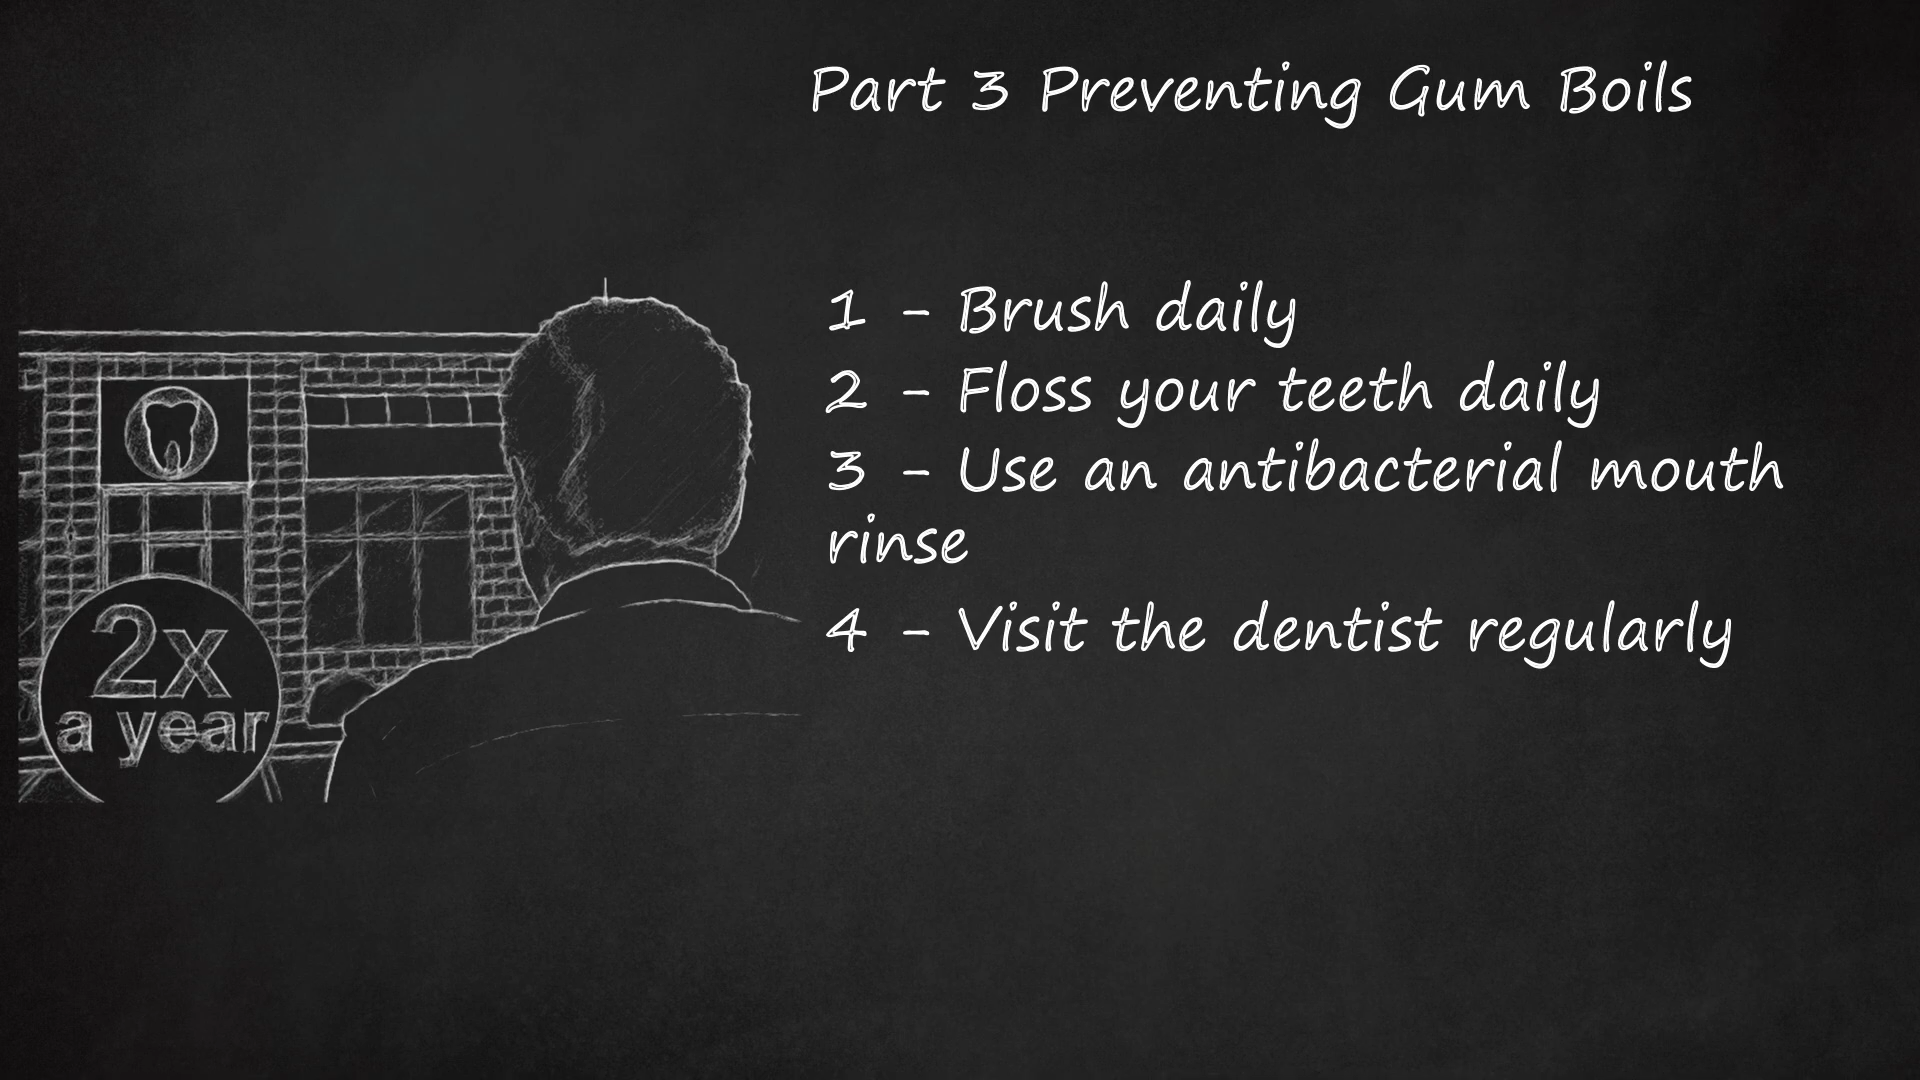 Part 3 Preventing Gum Boils
1 - Brush daily
2 - Floss your teeth daily
3 - Use an antibacterial mouth
rinse
4 - Visit the dentist regularly
2x
a year